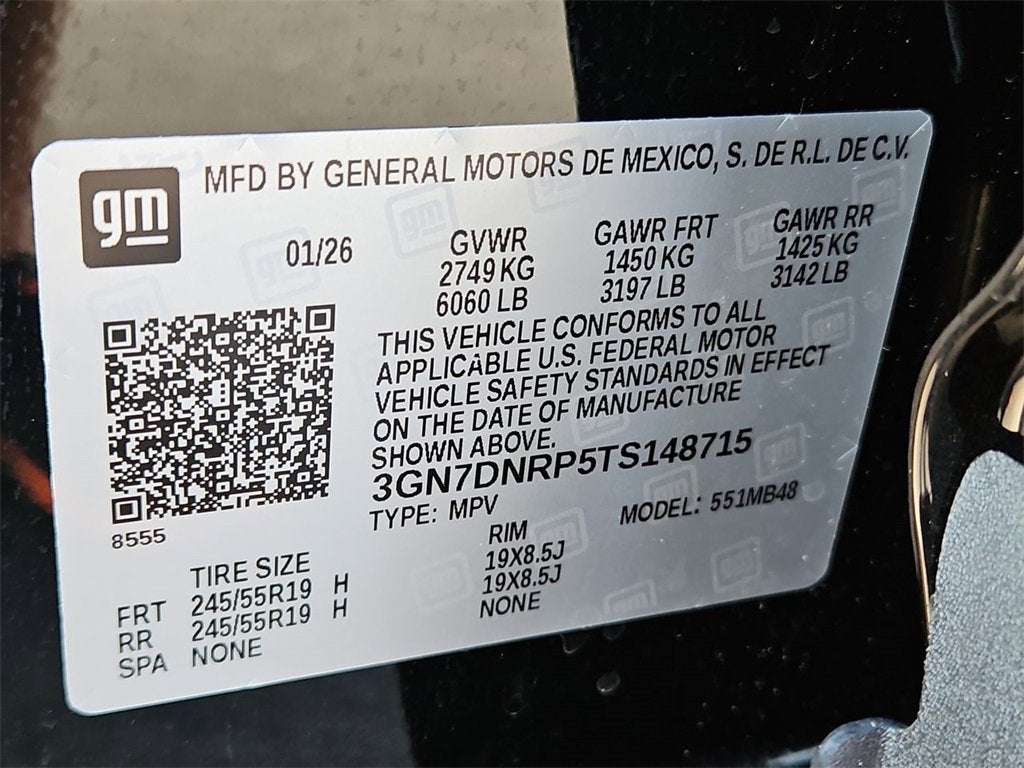 gm
MFD BY GENERAL MOTORS DE MEXICO, S. DE R.L. DE C.V.
01/26
GVWR
2749 KG
6060 LB
GAWR FRT
1450 KG
3197 LB
GAWR RR
1425 KG
3142 LB
THIS VEHICLE CONFORMS TO ALL
APPLICABLE U.S. FEDERAL MOTOR
VEHICLE SAFETY STANDARDS IN EFFECT
ON THE DATE OF MANUFACTURE
SHOWN ABOVE.
3GN7DNRP5TS148715
TYPE: MPV
MODEL: 551MB48
8555
TIRE SIZE
RIM
FRT 245/55R19 H 19X8.5J
RR 245/55R19 H 19X8.5J
SPA NONE NONE